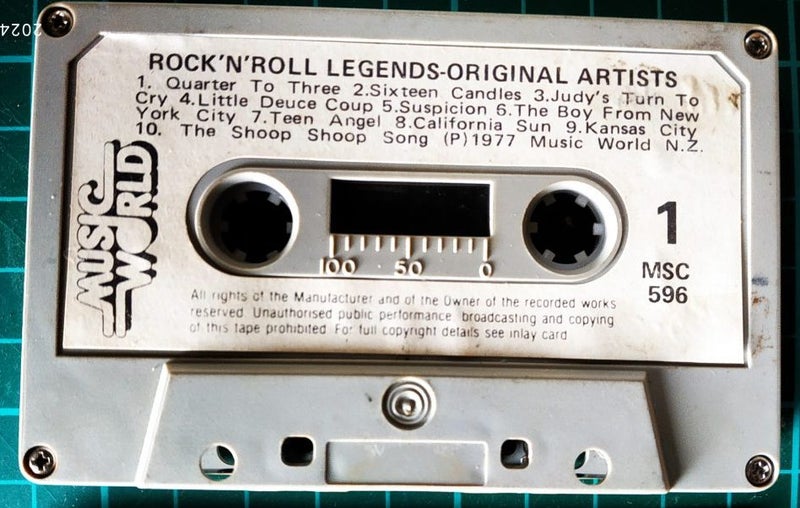 2024
ROCK'N'ROLL LEGENDS-ORIGINAL ARTISTS
1. Quarter To Three 2.Sixteen Candles 3.Judy's Turn To
Cry 4.Little Deuce Coup 5.Suspicion 6.The Boy From New
York City 7.Teen Angel 8.California Sun 9.Kansas City
10. The Shoop Shoop Song (P)1977 Music World N.Z.
MUSIC
WORLD
1
MSC
596
100 50 0
All rights of the Manufacturer and of the Owner of the recorded works
reserved Unauthorised public performance broadcasting and copying
of this tape prohibited For full copyright details see inlay card